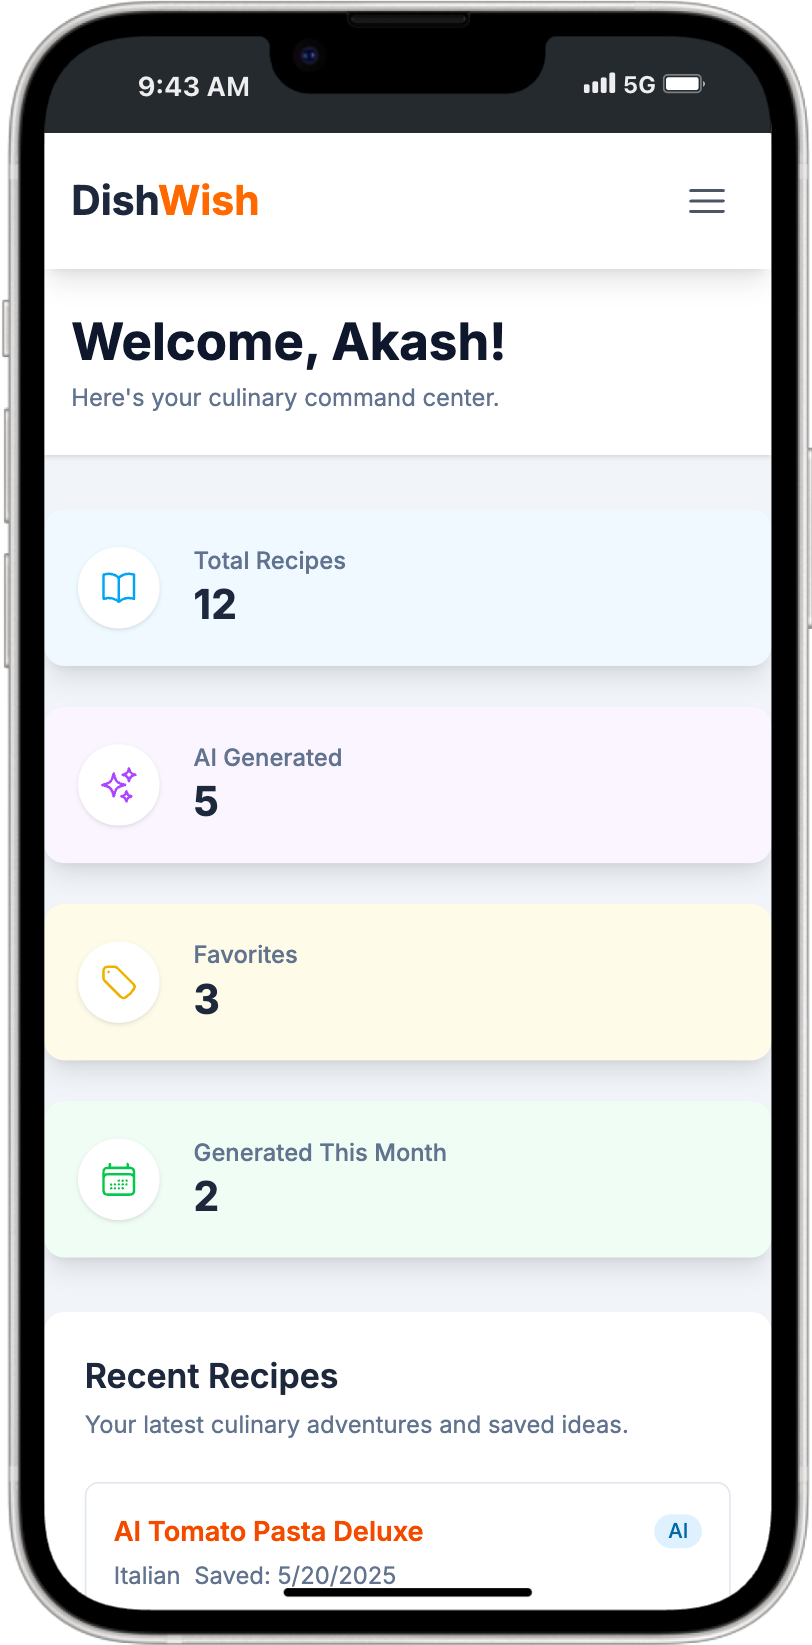 9:43 AM 5G
DishWish
Welcome, Akash!
Here's your culinary command center.
Total Recipes
12
AI Generated
5
Favorites
3
Generated This Month
2
Recent Recipes
Your latest culinary adventures and saved ideas.
AI Tomato Pasta Deluxe AI
Italian Saved: 5/20/2025